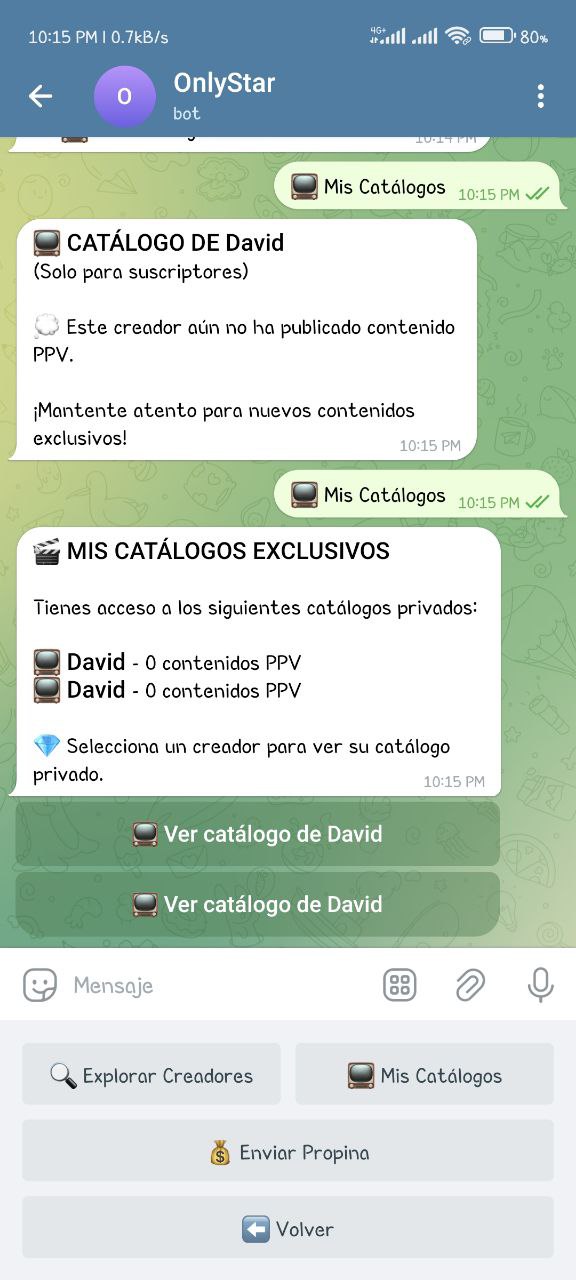 10:15 PM | 0.7kB/s
4G+
80%
O
OnlyStar
bot
10:14 PM
Mis Catálogos 10:15 PM
CATÁLOGO DE David
(Solo para suscriptores)
Este creador aún no ha publicado contenido
PPV.
¡Mantente atento para nuevos contenidos
exclusivos!
10:15 PM
Mis Catálogos 10:15 PM
MIS CATÁLOGOS EXCLUSIVOS
Tienes acceso a los siguientes catálogos privados:
David - 0 contenidos PPV
David - 0 contenidos PPV
Selecciona un creador para ver su catálogo
privado.
10:15 PM
Ver catálogo de David
Ver catálogo de David
Mensaje
Explorar Creadores
Mis Catálogos
Enviar Propina
Volver